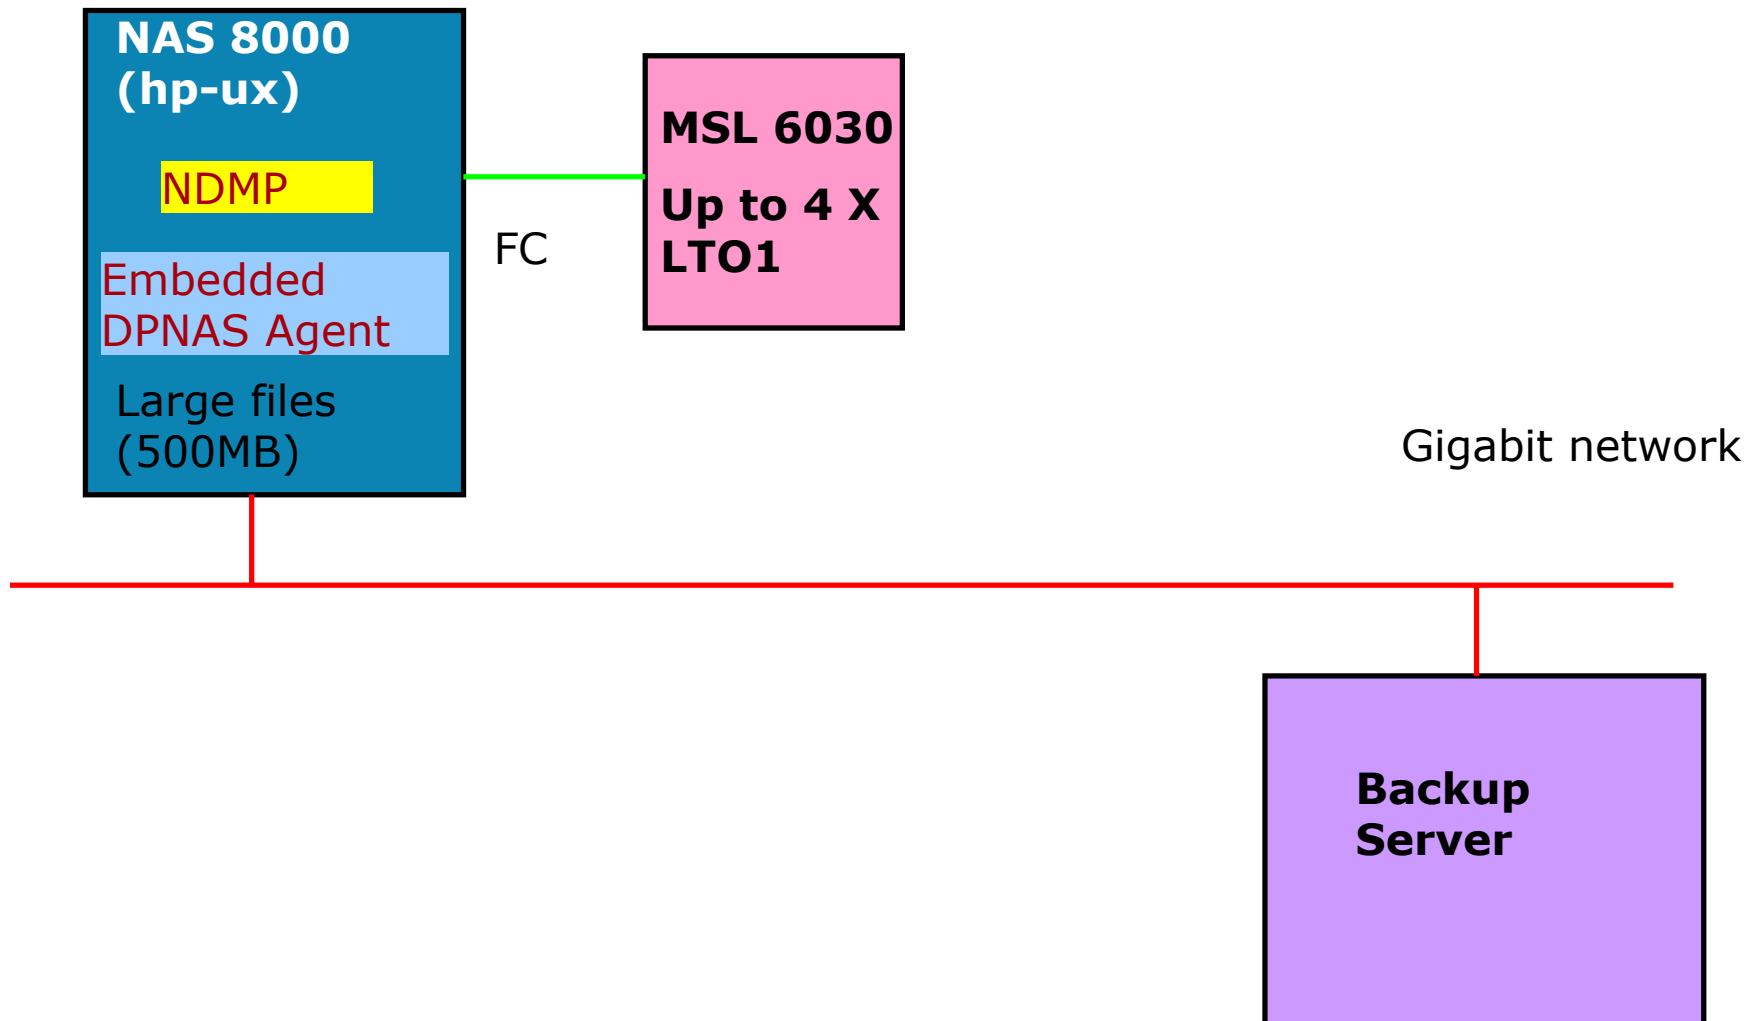 NAS 8000
(hp-ux)
NDMP
Embedded
DPNAS Agent
Large files
(500MB)
FC
MSL 6030
Up to 4 X
LTO1
Gigabit network
Backup
Server